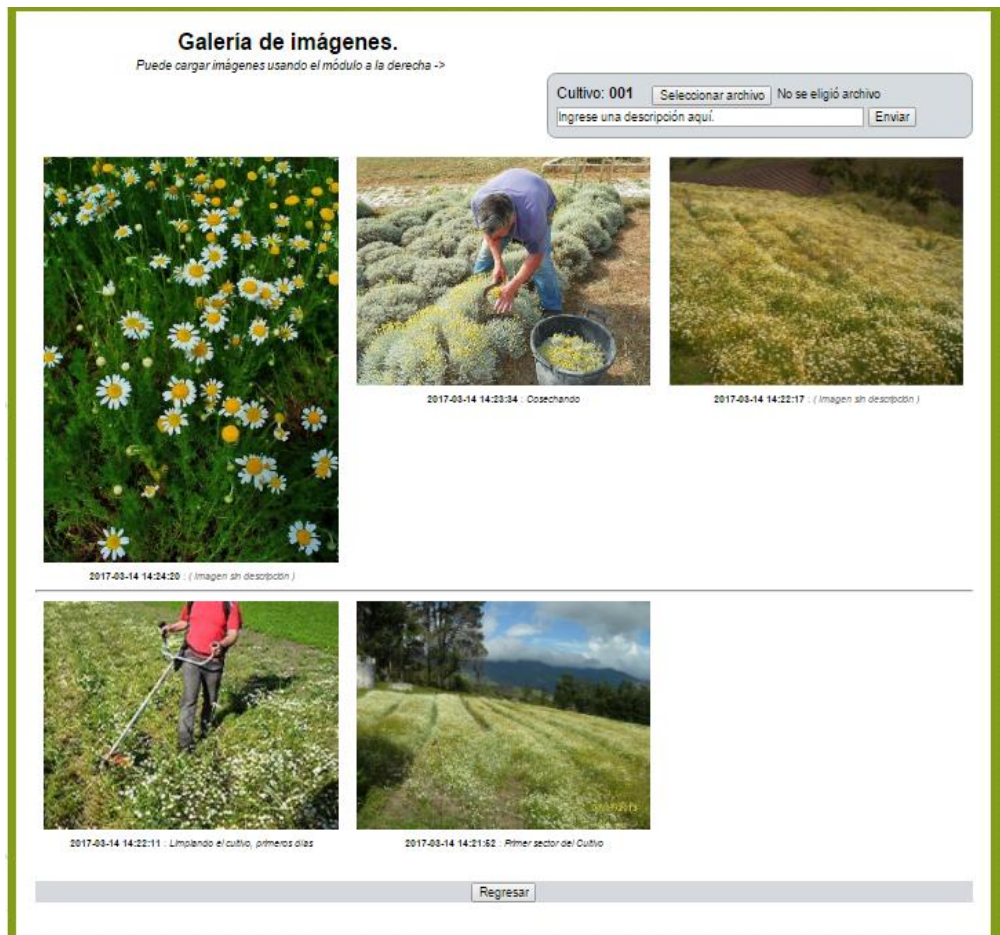 Galería de imágenes.
Puede cargar imágenes usando el módulo a la derecha ->
Cultivo: 001 Seleccionar archivo No se eligió archivo
Ingrese una descripción aquí. Enviar
2017-03-14 14:23:34 : Cosechando
2017-03-14 14:22:17 : ( Imagen sin descripción )
2017-03-14 14:24:20 : ( Imagen sin descripción )
2017-03-14 14:22:11 : Limpiando el cultivo, primeros días
2017-03-14 14:21:52 : Primer sector del Cultivo
Regresar